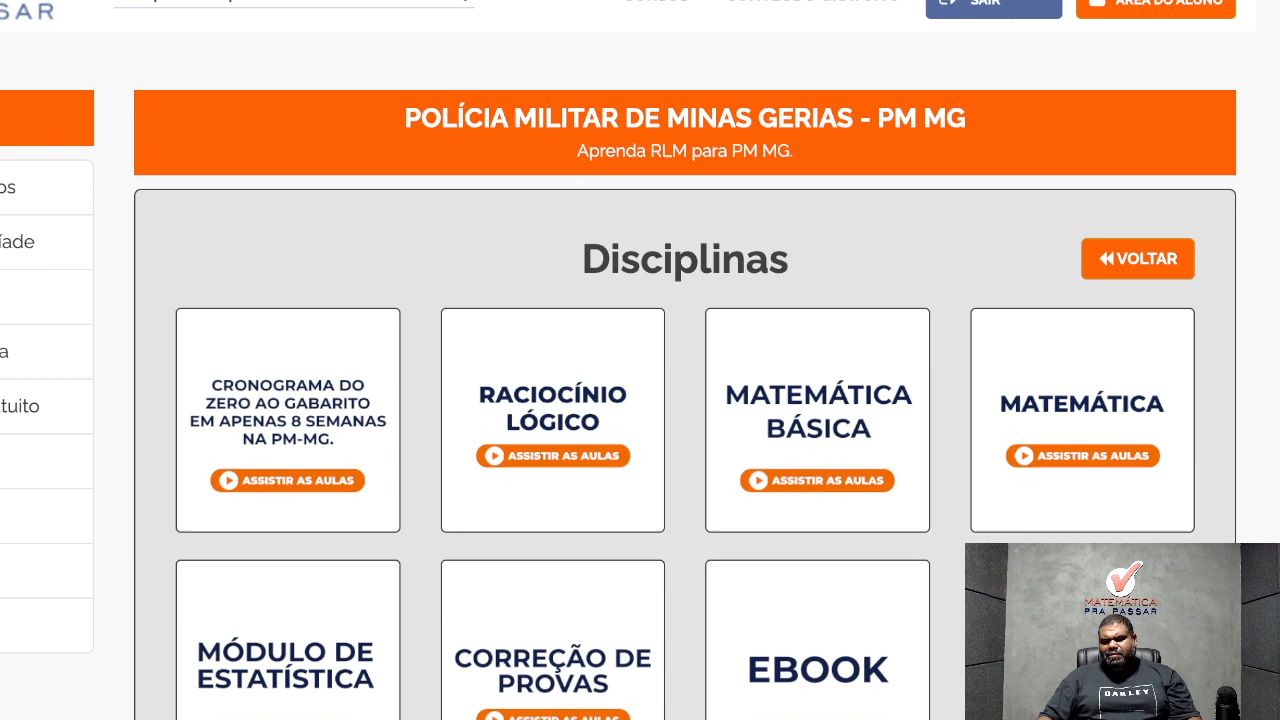 SAR
SAIR
ÁREA DO ALUNO
os
íade
a
tuito
POLÍCIA MILITAR DE MINAS GERIAS - PM MG
Aprenda RLM para PM MG.
Disciplinas
VOLTAR
CRONOGRAMA DO
ZERO AO GABARITO
EM APENAS 8 SEMANAS
NA PM-MG.
ASSISTIR AS AULAS
RACIOCÍNIO
LÓGICO
ASSISTIR AS AULAS
MATEMÁTICA
BÁSICA
ASSISTIR AS AULAS
MATEMÁTICA
ASSISTIR AS AULAS
MÓDULO DE
ESTATÍSTICA
CORREÇÃO DE
PROVAS
ASSISTIR AS AULAS
EBOOK
MATEMÁTICA
PRA PASSAR
OAKLEY